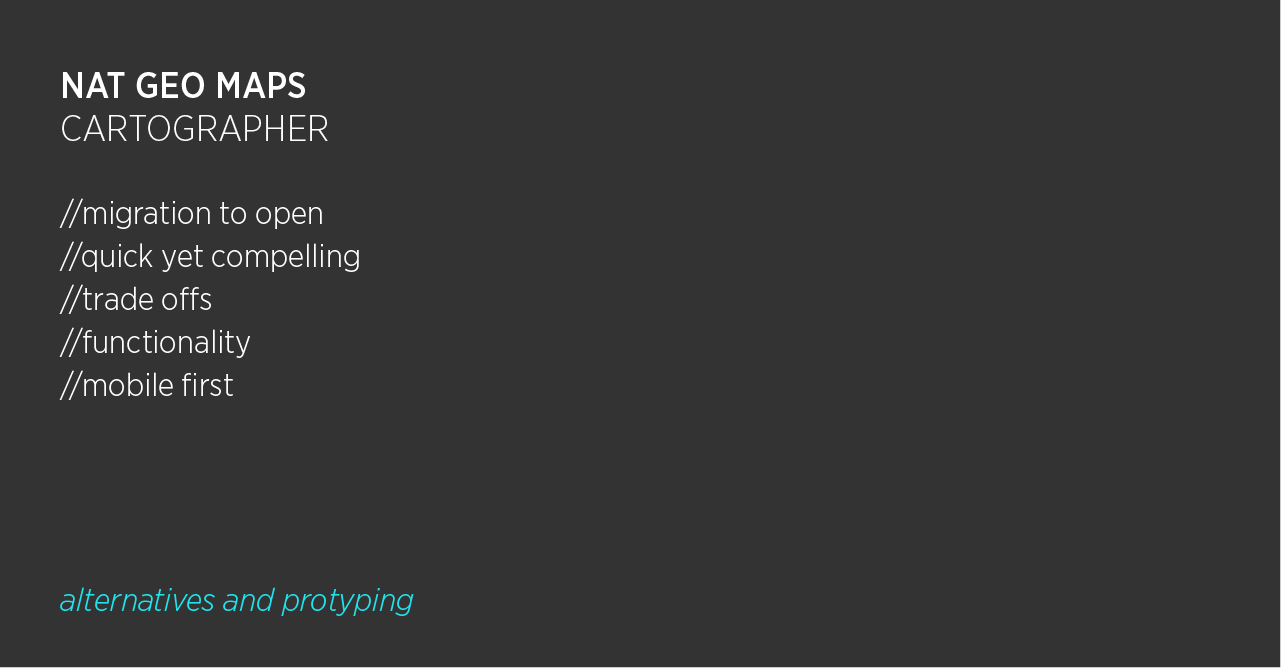 NAT GEO MAPS
CARTOGRAPHER
//migration to open
//quick yet compelling
//trade offs
//functionality
//mobile first
alternatives and protyping